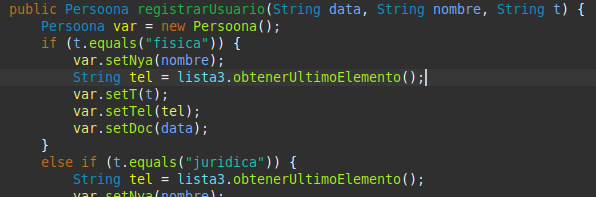 public Persoona registrarUsuario(String data, String nombre, String t) {
Persoona var = new Persoona();
if (t.equals("fisica")) {
var.setNya(nombre);
String tel = lista3.obtenerUltimoElemento();
var.setT(t);
var.setTel(tel);
var.setDoc(data);
}
else if (t.equals("juridica")) {
String tel = lista3.obtenerUltimoElemento();
var.setNya(nombre);